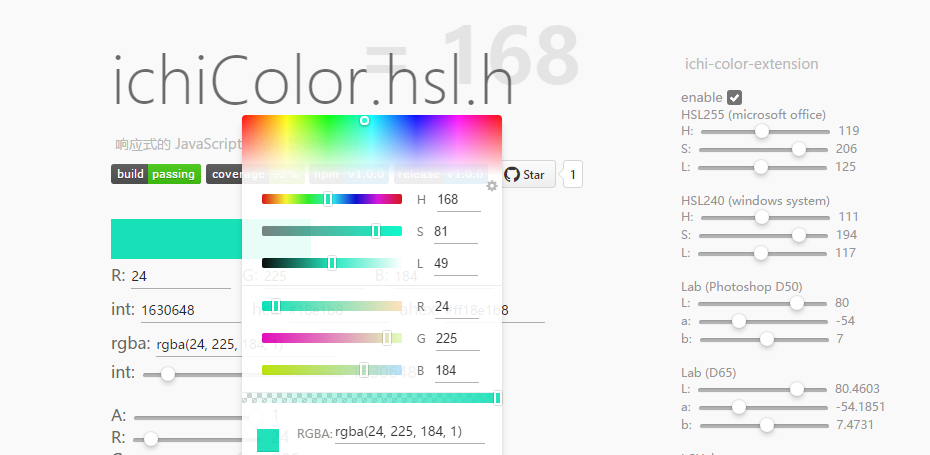 = 168
ichiColor.hsl.h
ichi-color-extension
enable
HSL255 (microsoft office)
H: 119
S: 206
L: 125
HSL240 (windows system)
H: 111
S: 194
L: 117
Lab (Photoshop D50)
L: 80
a: -54
b: 7
Lab (D65)
L: 80.4603
a: -54.1851
b: 7.4731
响应式的 JavaScript
build passing coverage npm v1.0.0 release v1.0.0 Star 1
H 168
S 81
L 49
R 24
G 225
B 184
RGBA: rgba(24, 225, 184, 1)
R: 24 G: 225 B: 184
int: 1630648
rgba: rgba(24, 225, 184, 1)
int:
A: 1
R: 24